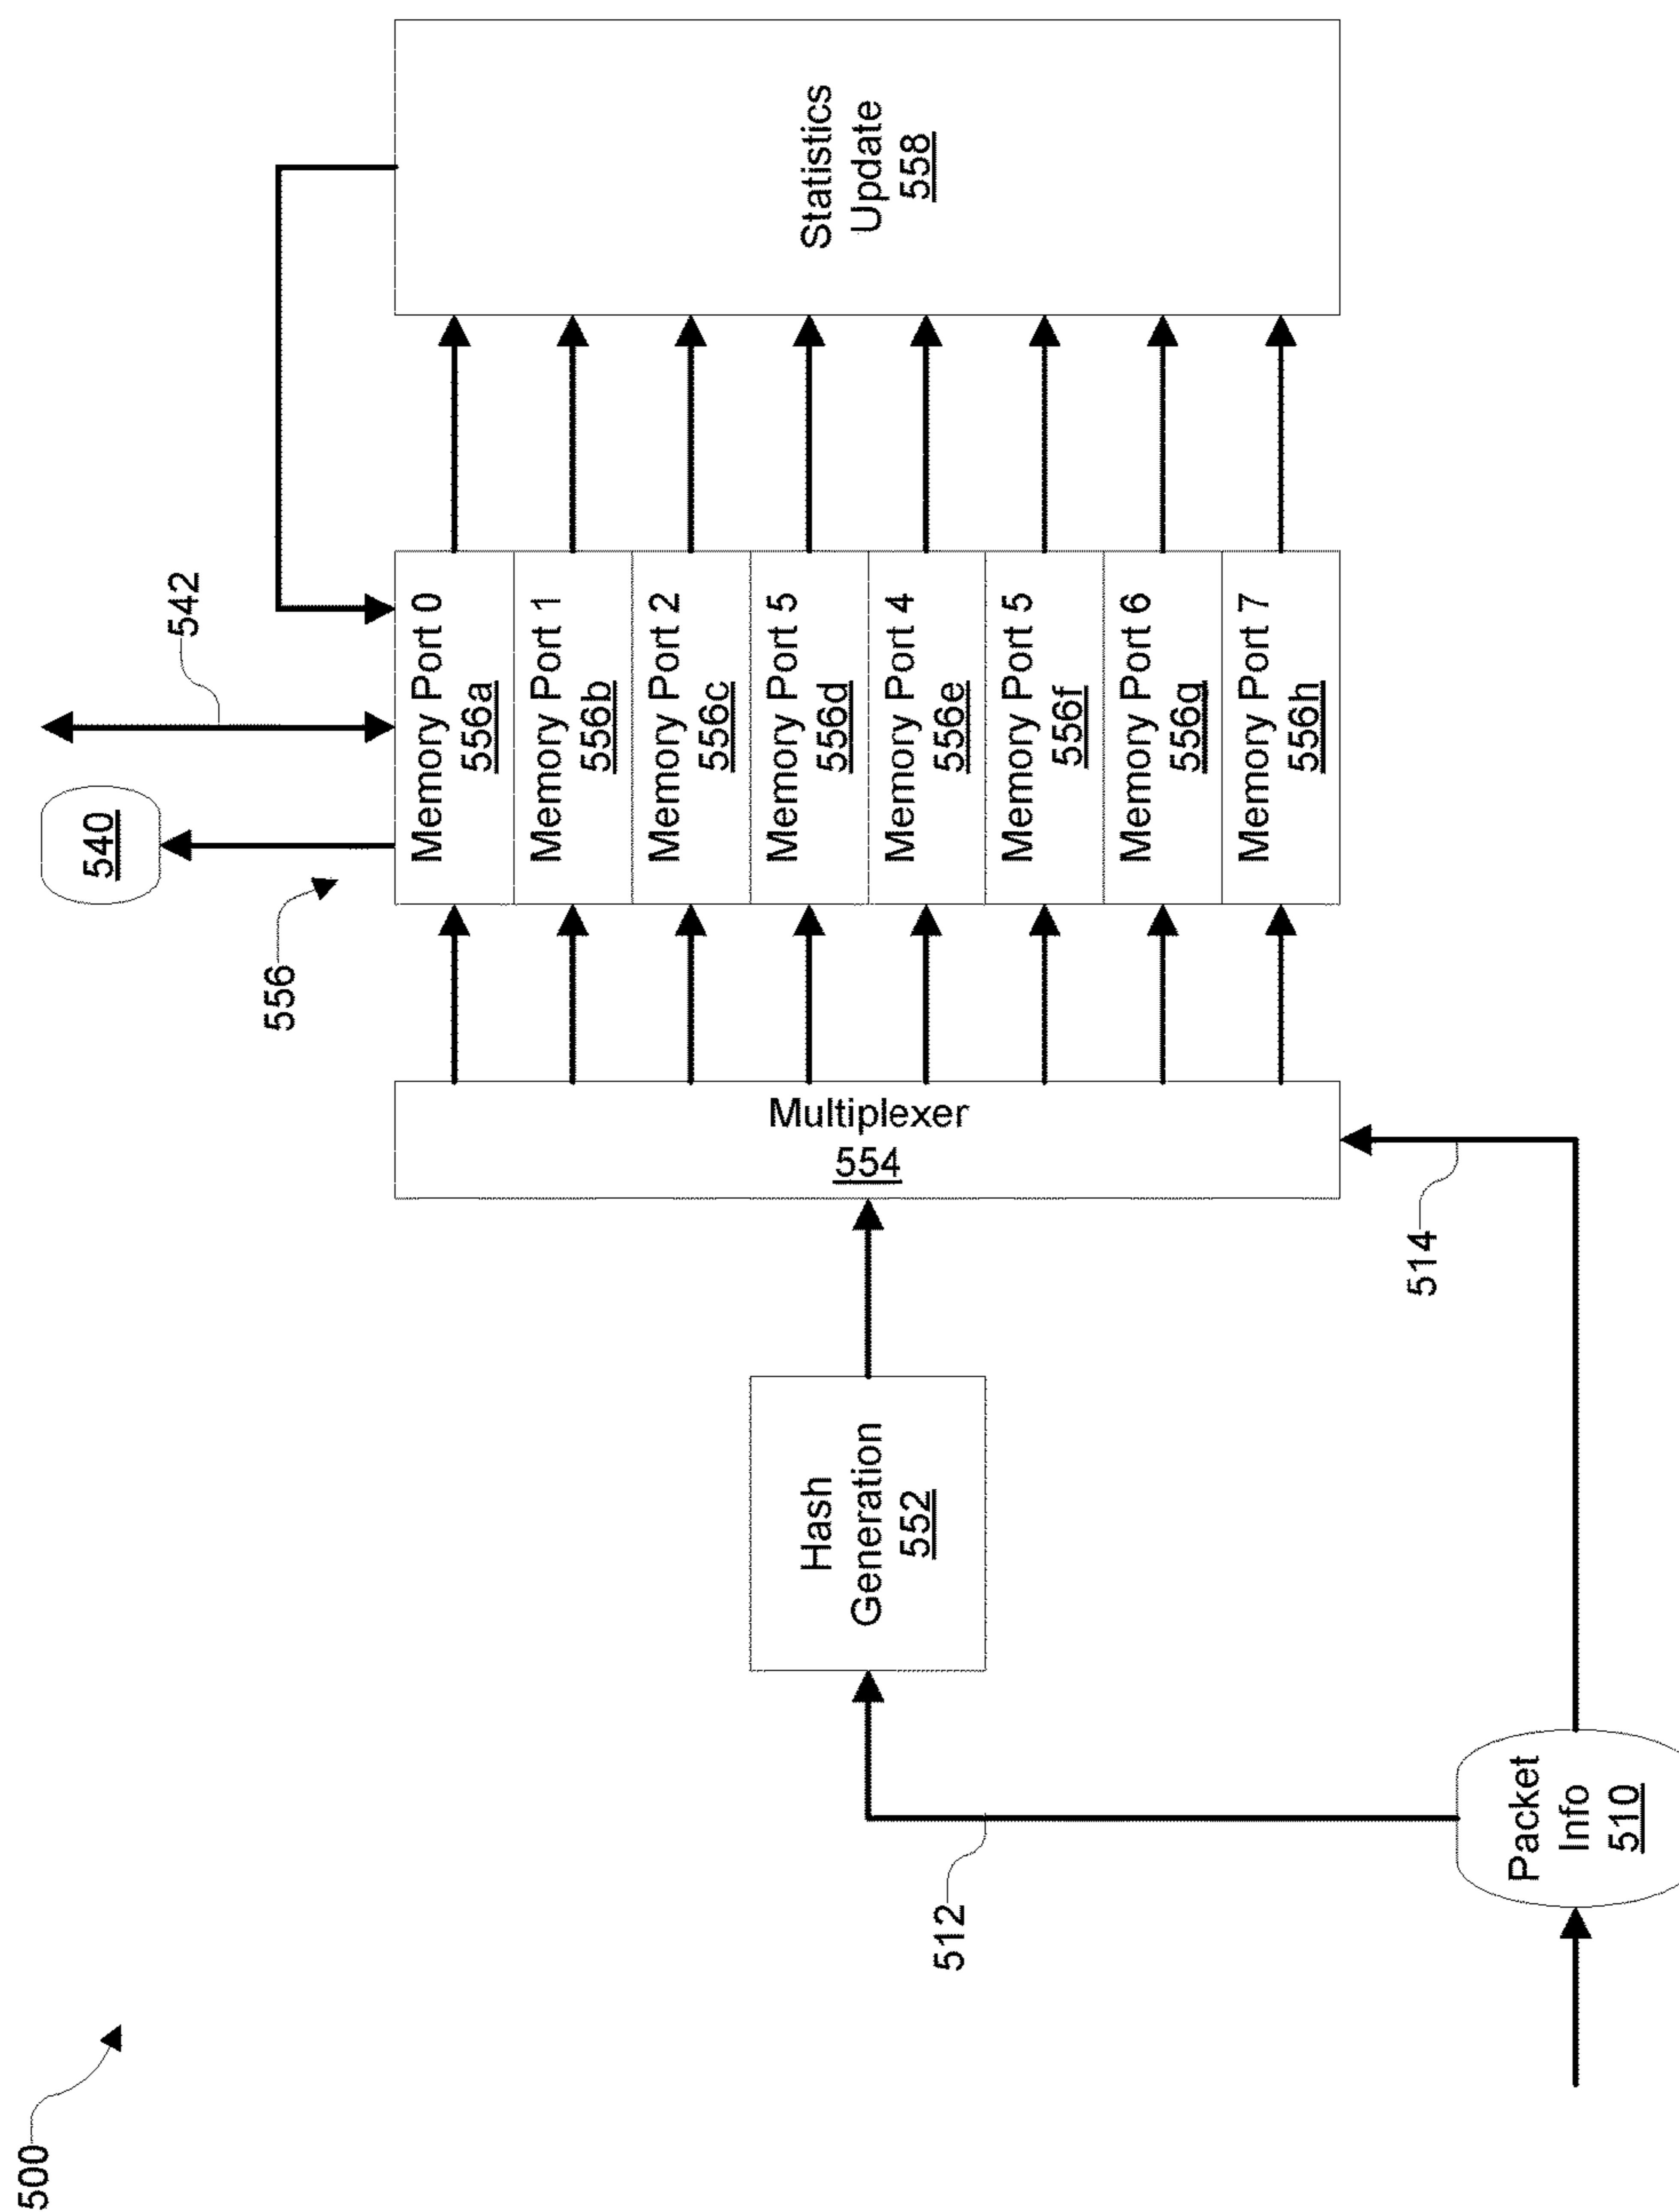 500
Packet
Info
510
512
514
Hash
Generation
552
Multiplexer
554
556
540
542
Memory Port 0
556a
Memory Port 1
556b
Memory Port 2
556c
Memory Port 5
556d
Memory Port 4
556e
Memory Port 5
556f
Memory Port 6
556g
Memory Port 7
556h
Statistics
Update
558